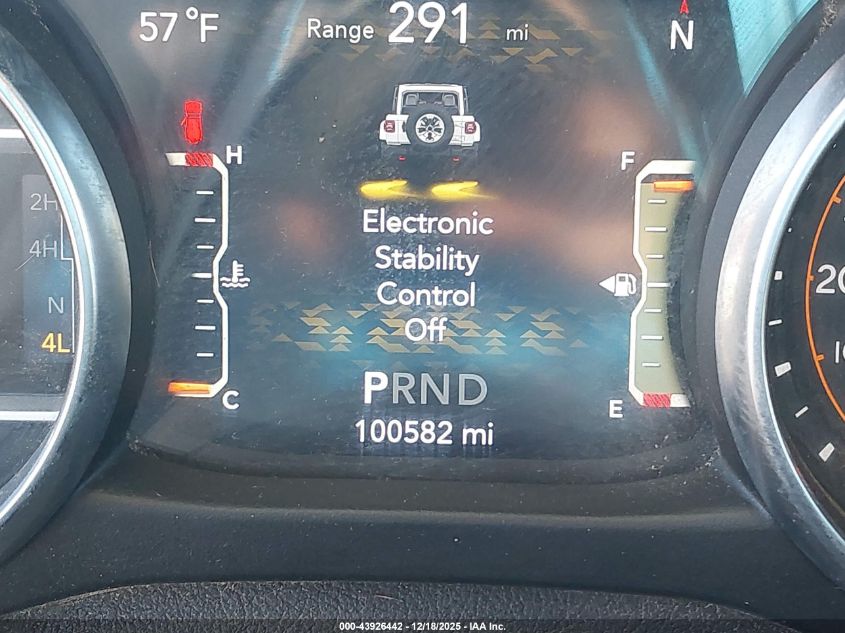 57°F
Range 291 mi
N
H
F
2H
4H
N
4L
Electronic
Stability
Control
Off
C
E
PRND
100582 mi
20
10
000-43926442 - 12/18/2025 - IAA Inc.